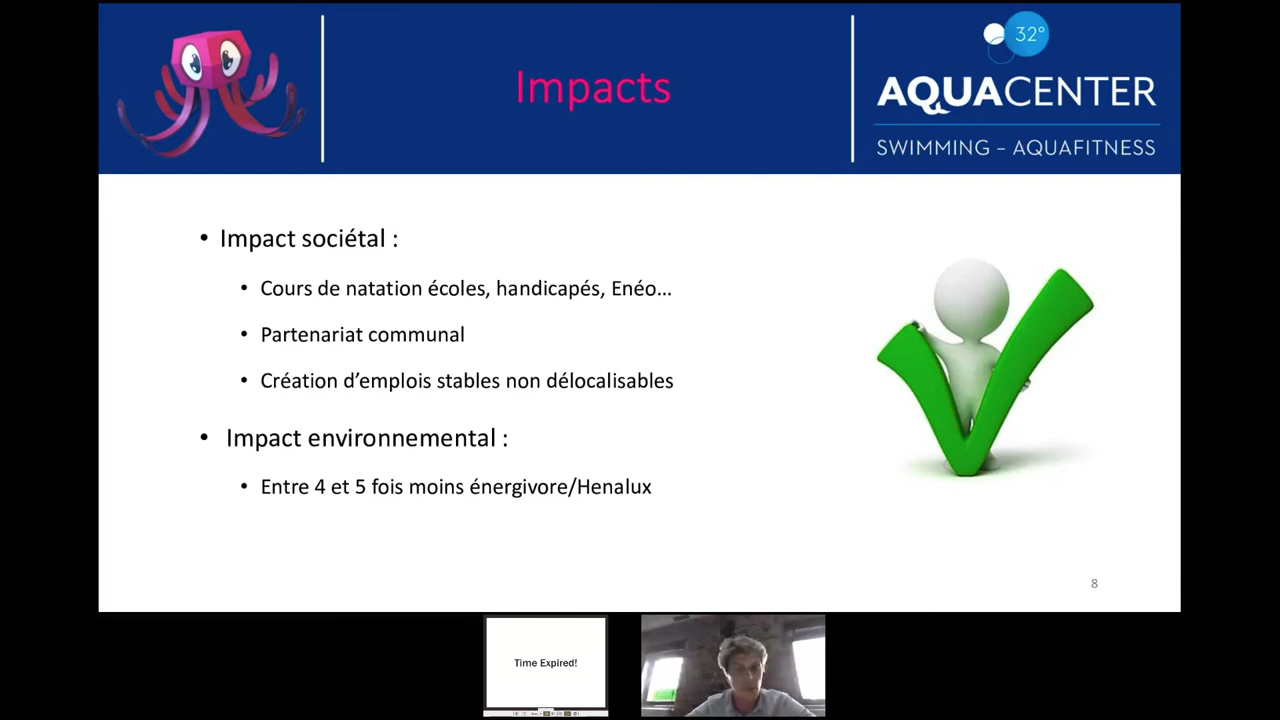 Impacts
32°
AQUACENTER
SWIMMING – AQUAFITNESS
• Impact sociétal :
• Cours de natation écoles, handicapés, Enéo...
• Partenariat communal
• Création d'emplois stables non délocalisables
• Impact environnemental :
• Entre 4 et 5 fois moins énergivore/Henalux
8
Time Expired!